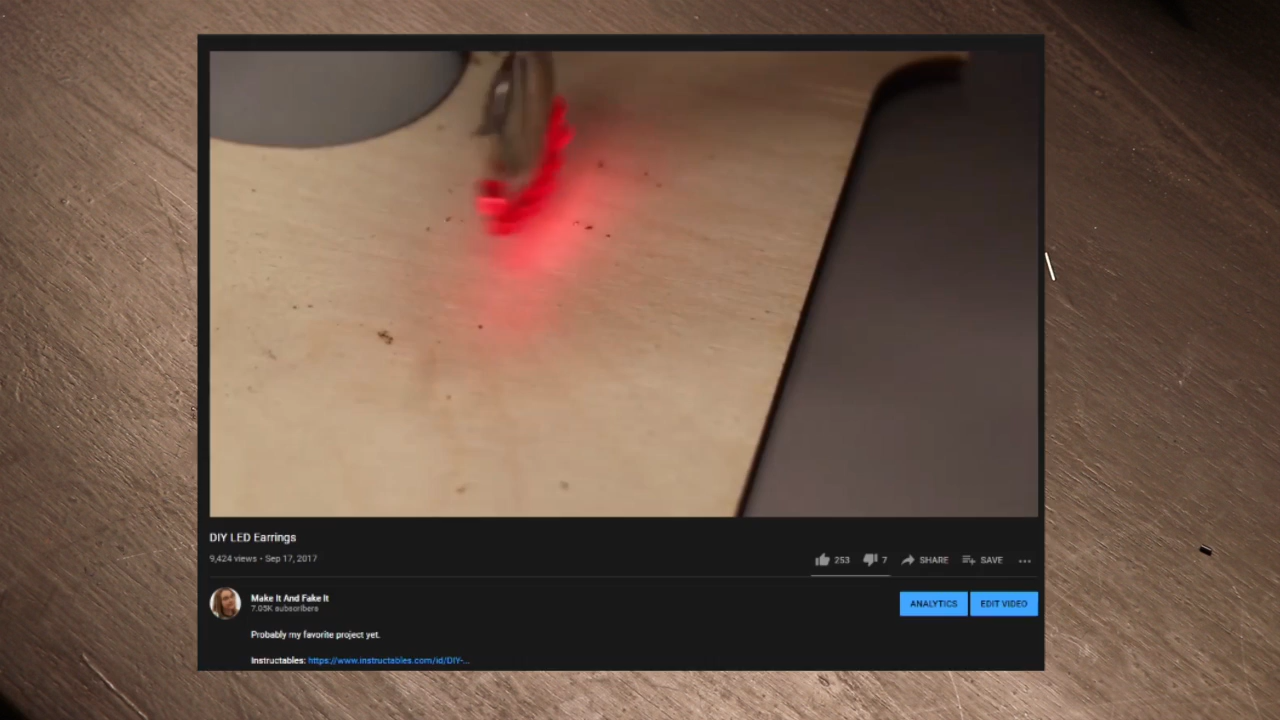 DIY LED Earrings
9,424 views • Sep 17, 2017
253 7 SHARE SAVE ...
Make It And Fake It
7.05K subscribers
ANALYTICS EDIT VIDEO
Probably my favorite project yet.
Instructables: https://www.instructables.com/id/DIY-...